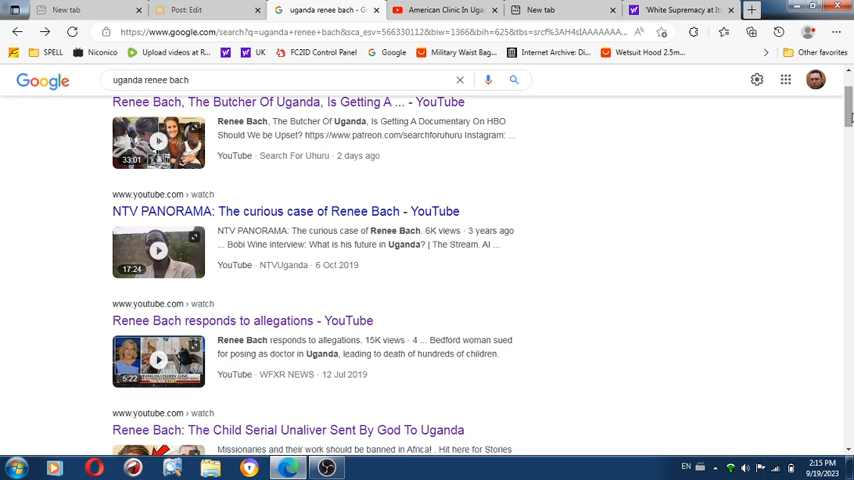 New tab
Post: Edit
uganda renee bach - G
American Clinic In Uga
New tab
'White Supremacy at It
https://www.google.com/search?q=uganda+renee+bach&sca_esv=566330112&biw=1366&bih=620&tbs=srcf%3AH4sIAAAAAA...
SPELL
Niconico
Upload videos at R...
UK
FC2ID Control Panel
Google
Military Waist Bag...
Internet Archive: Di...
Wetsuit Hood 2.5m...
Other favorites
Google
uganda renee bach
Renee Bach, The Butcher Of Uganda, Is Getting A ... - YouTube
Renee Bach, The Butcher Of Uganda, Is Getting A Documentary On HBO
Should We be Upset? https://www.patreon.com/searchforuhuru Instagram: ...
33:01
YouTube · Search For Uhuru · 2 days ago
www.youtube.com › watch
NTV PANORAMA: The curious case of Renee Bach - YouTube
NTV PANORAMA: The curious case of Renee Bach. 6K views · 3 years ago
... Bobi Wine interview: What is his future in Uganda? | The Stream. Al ...
17:24
YouTube · NTVUganda · 6 Oct 2019
www.youtube.com › watch
Renee Bach responds to allegations - YouTube
Renee Bach responds to allegations. 15K views · 4 ... Bedford woman sued
for posing as doctor in Uganda, leading to death of hundreds of children.
5:22
YouTube · WFXR NEWS · 12 Jul 2019
www.youtube.com › watch
Renee Bach: The Child Serial Unaliver Sent By God To Uganda
Missionaries and their work should be banned in Africa! , Hit here for Stories
EN
2:15 PM
9/19/2023